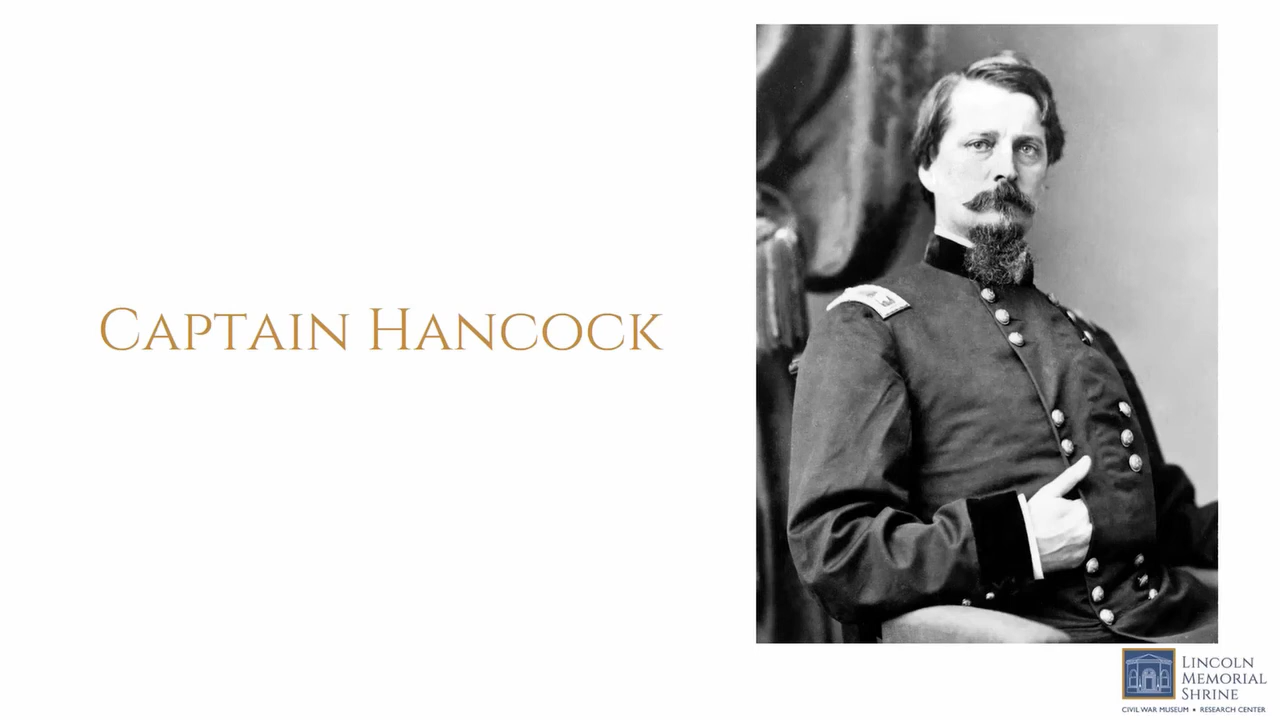 Captain Hancock
Lincoln
Memorial
Shrine
CIVIL WAR MUSEUM • RESEARCH CENTER